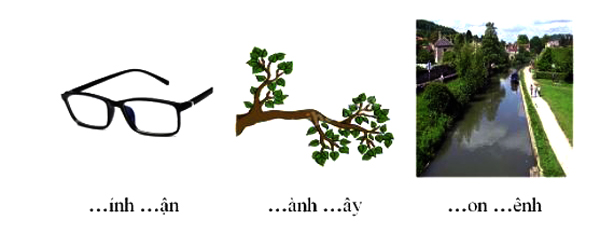 …ính …ận …ành …ây …on …ênh